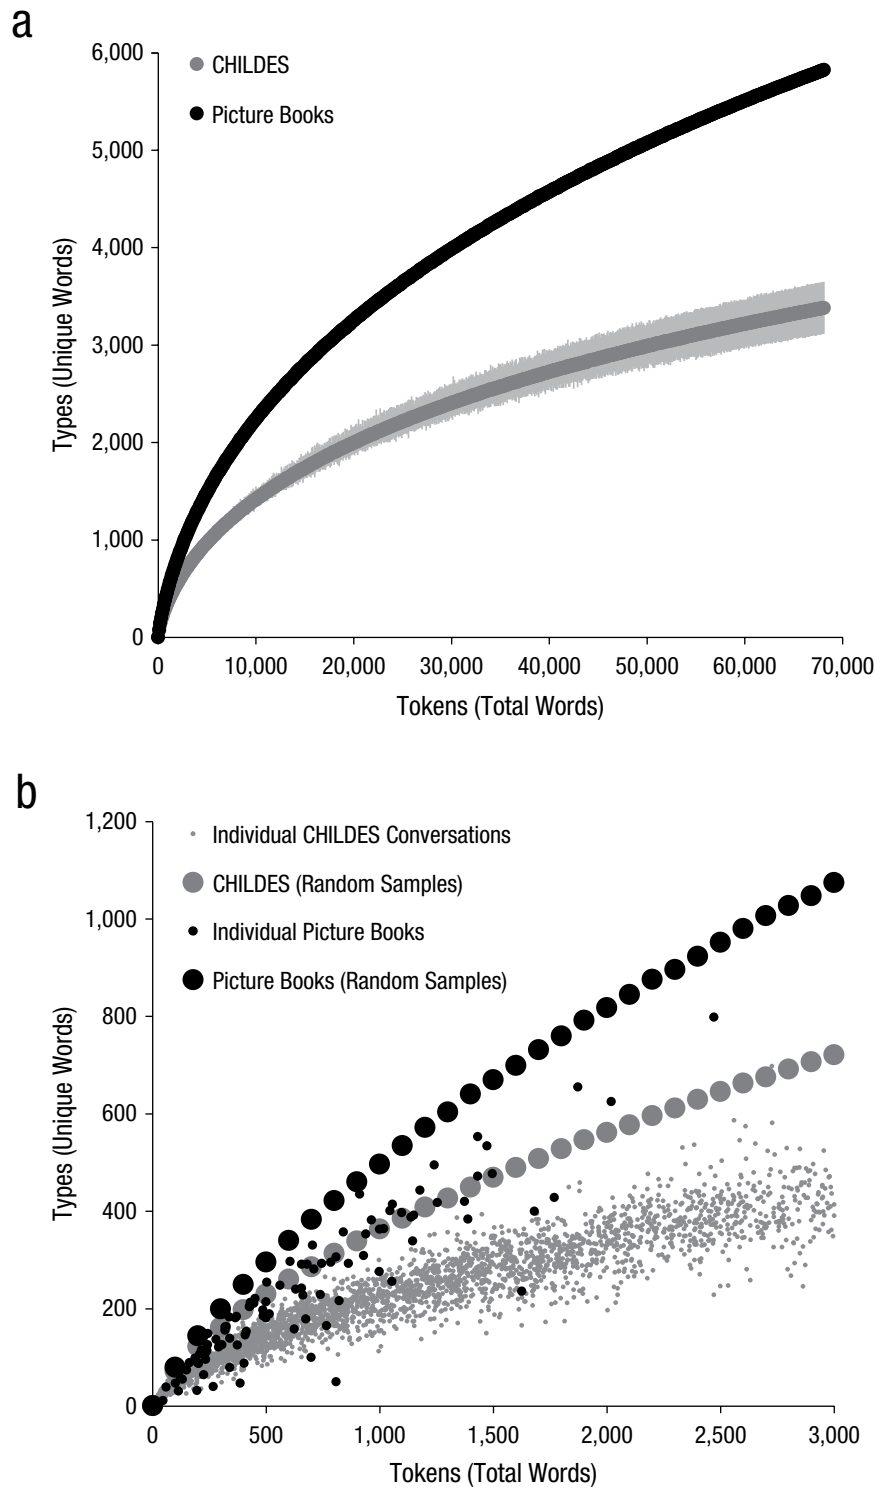 a
6,000
CHILDES
Picture Books
5,000
4,000
3,000
2,000
1,000
0
Types (Unique Words)
0 10,000 20,000 30,000 40,000 50,000 60,000 70,000
Tokens (Total Words)
b
1,200
Individual CHILDES Conversations
CHILDES (Random Samples)
Individual Picture Books
Picture Books (Random Samples)
1,000
800
600
400
200
0
Types (Unique Words)
0 500 1,000 1,500 2,000 2,500 3,000
Tokens (Total Words)